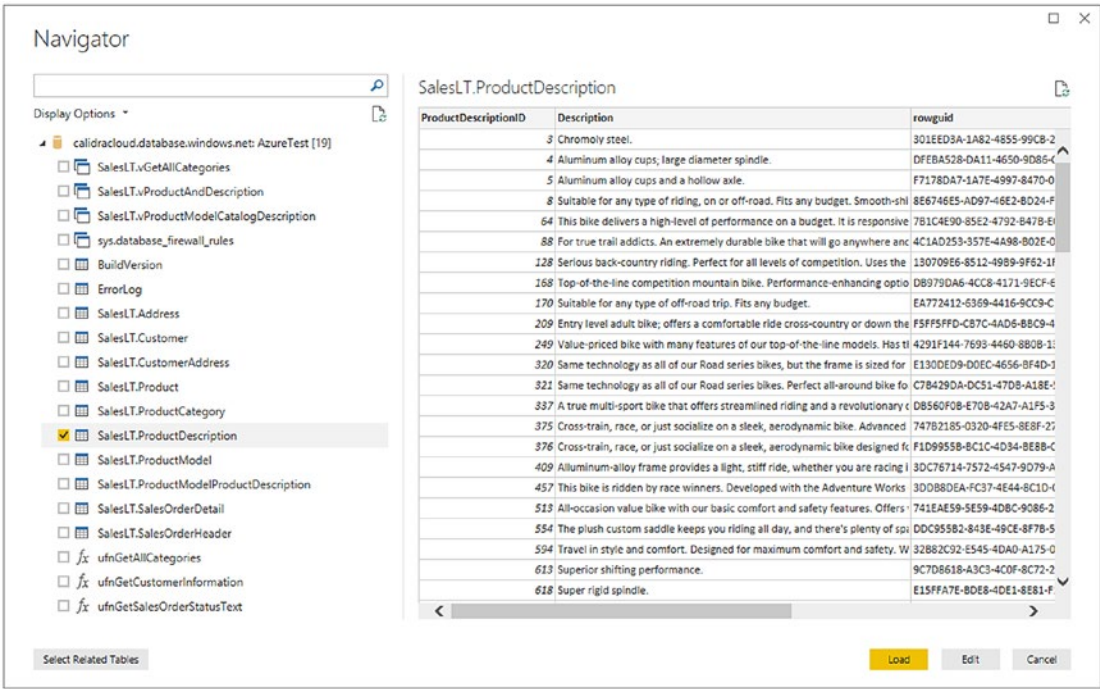 Navigator
Display Options
calidracloud.database.windows.net: AzureTest [19]
SalesLT.vGetAllCategories
SalesLT.vProductAndDescription
SalesLT.vProductModelCatalogDescription
sys.database_firewall_rules
BuildVersion
ErrorLog
SalesLT.Address
SalesLT.Customer
SalesLT.CustomerAddress
SalesLT.Product
SalesLT.ProductCategory
SalesLT.ProductDescription
SalesLT.ProductModel
SalesLT.ProductModelProductDescription
SalesLT.SalesOrderDetail
SalesLT.SalesOrderHeader
fx ufnGetAllCategories
fx ufnGetCustomerInformation
fx ufnGetSalesOrderStatusText
SalesLT.ProductDescription
ProductDescriptionID Description rowguid
3 Chromoly steel. 301EED3A-1A82-4855-99CB-2
4 Aluminum alloy cups; large diameter spindle. DFEBA528-DA11-4650-9D86-
5 Aluminum alloy cups and a hollow axle. F7178DA7-1A7E-4997-8470-0
8 Suitable for any type of riding, on or off-road. Fits any budget. Smooth-shi 8E6746E5-AD97-46E2-BD24-F
64 This bike delivers a high-level of performance on a budget. It is responsive 7B1C4E90-85E2-4792-B47B-E
88 For true trail addicts. An extremely durable bike that will go anywhere and 4C1AD253-357E-4A98-B02E-0
128 Serious back-country riding. Perfect for all levels of competition. Uses the 130709E6-8512-49B9-9F62-1F
168 Top-of-the-line competition mountain bike. Performance-enhancing optio DB979DA6-4CC8-4171-9ECF-6
170 Suitable for any type of off-road trip. Fits any budget. EA772412-6369-4416-9CC9-C
209 Entry level adult bike; offers a comfortable ride cross-country or down the F5FF5FFD-CB7C-4AD6-BBC9-4
249 Value-priced bike with many features of our top-of-the-line models. Has 4291F144-7693-4460-8B0B-1
320 Same technology as all of our Road series bikes, but the frame is sized for E130DED9-D0EC-4656-BF4D-1
321 Same technology as all of our Road series bikes. Perfect all-around bike fo C7B429DA-DC51-47DB-A18E-
337 A true multi-sport bike that offers streamlined riding and a revolutionary DB560F0B-E70B-42A7-A1F5-3
375 Cross-train, race, or just socialize on a sleek, aerodynamic bike. Advanced 747B2185-0320-4FE5-8E8F-27
376 Cross-train, race, or just socialize on a sleek, aerodynamic bike designed F1D9955B-BC1C-4D34-BE8B-
409 Alluminum-alloy frame provides a light, stiff ride, whether you are racing i 3DC76714-7572-4547-9D79-A
457 This bike is ridden by race winners. Developed with the Adventure Works 3DDB8DEA-FC37-4E44-8C1D-
513 All-occasion value bike with our basic comfort and safety features. Offers 741EAE59-5E59-4DBC-9086-2
554 The plush custom saddle keeps you riding all day, and there's plenty of spa DDC955B2-843E-49CE-8F7B-5
594 Travel in style and comfort. Designed for maximum comfort and safety. W 32B82C92-E545-4DA0-A175-0
613 Superior shifting performance. 9C7D8618-A3C3-4C0F-8C72-2
618 Super rigid spindle. E15FFA7E-BDE8-4DE1-8E81-F
Select Related Tables
Load
Edit
Cancel